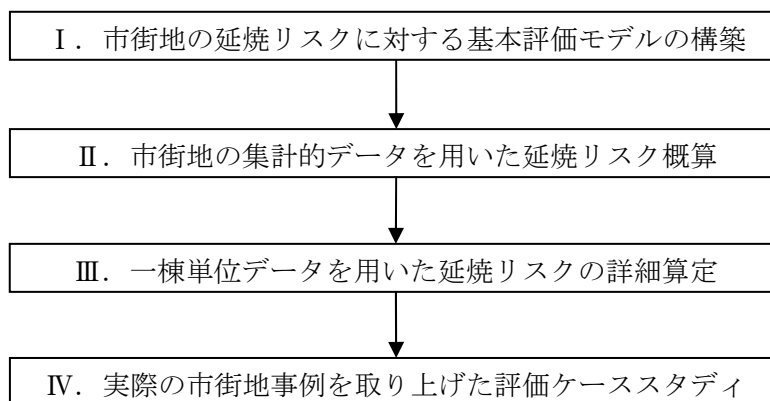 Ⅰ．市街地の延焼リスクに対する基本評価モデルの構築
Ⅱ．市街地の集計的データを用いた延焼リスク概算
Ⅲ．一棟単位データを用いた延焼リスクの詳細算定
Ⅳ．実際の市街地事例を取り上げた評価ケーススタディ